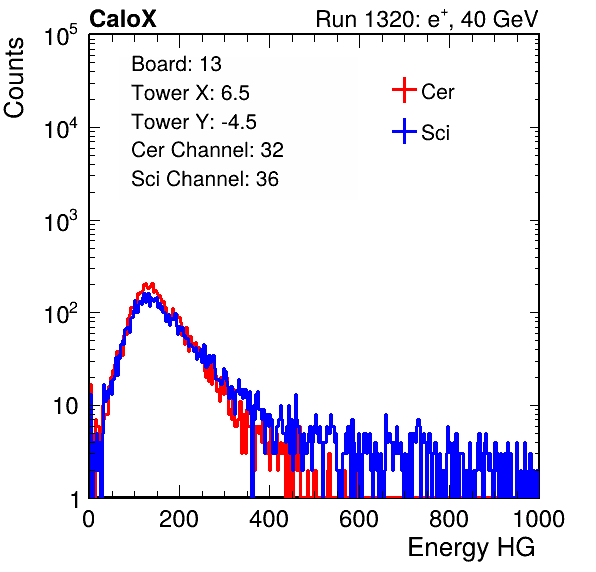 CaloX Run 1320: e⁺, 40 GeV
Counts
Board: 13
Tower X: 6.5
Tower Y: -4.5
Cer Channel: 32
Sci Channel: 36
Cer
Sci
10⁵
10⁴
10³
10²
10
1
0 200 400 600 800 1000
Energy HG